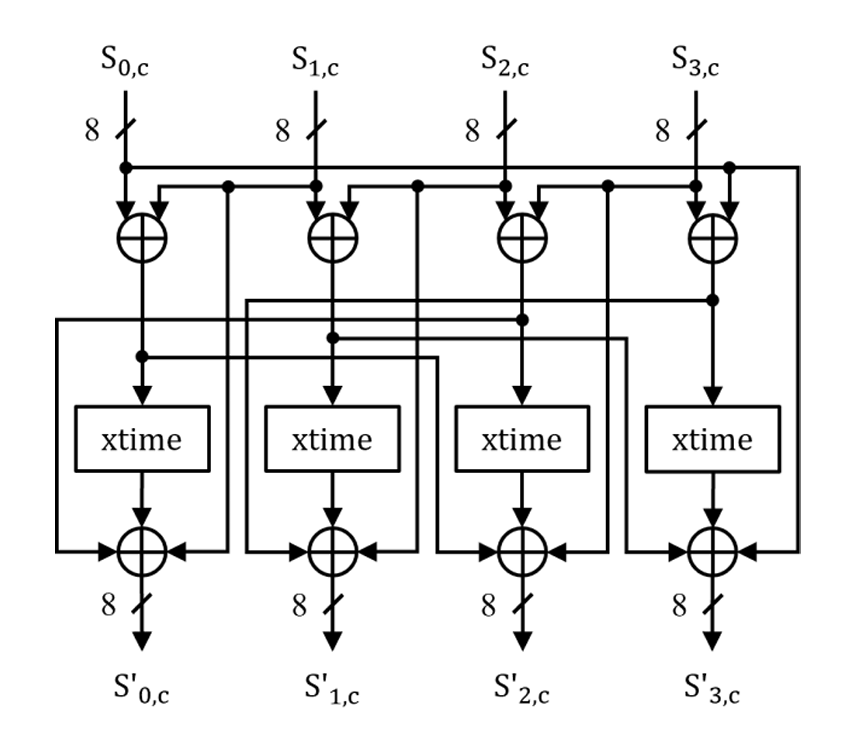 S0,c S1,c S2,c S3,c
8 8 8 8
xtime xtime xtime xtime
8 8 8 8
S'0,c S'1,c S'2,c S'3,c